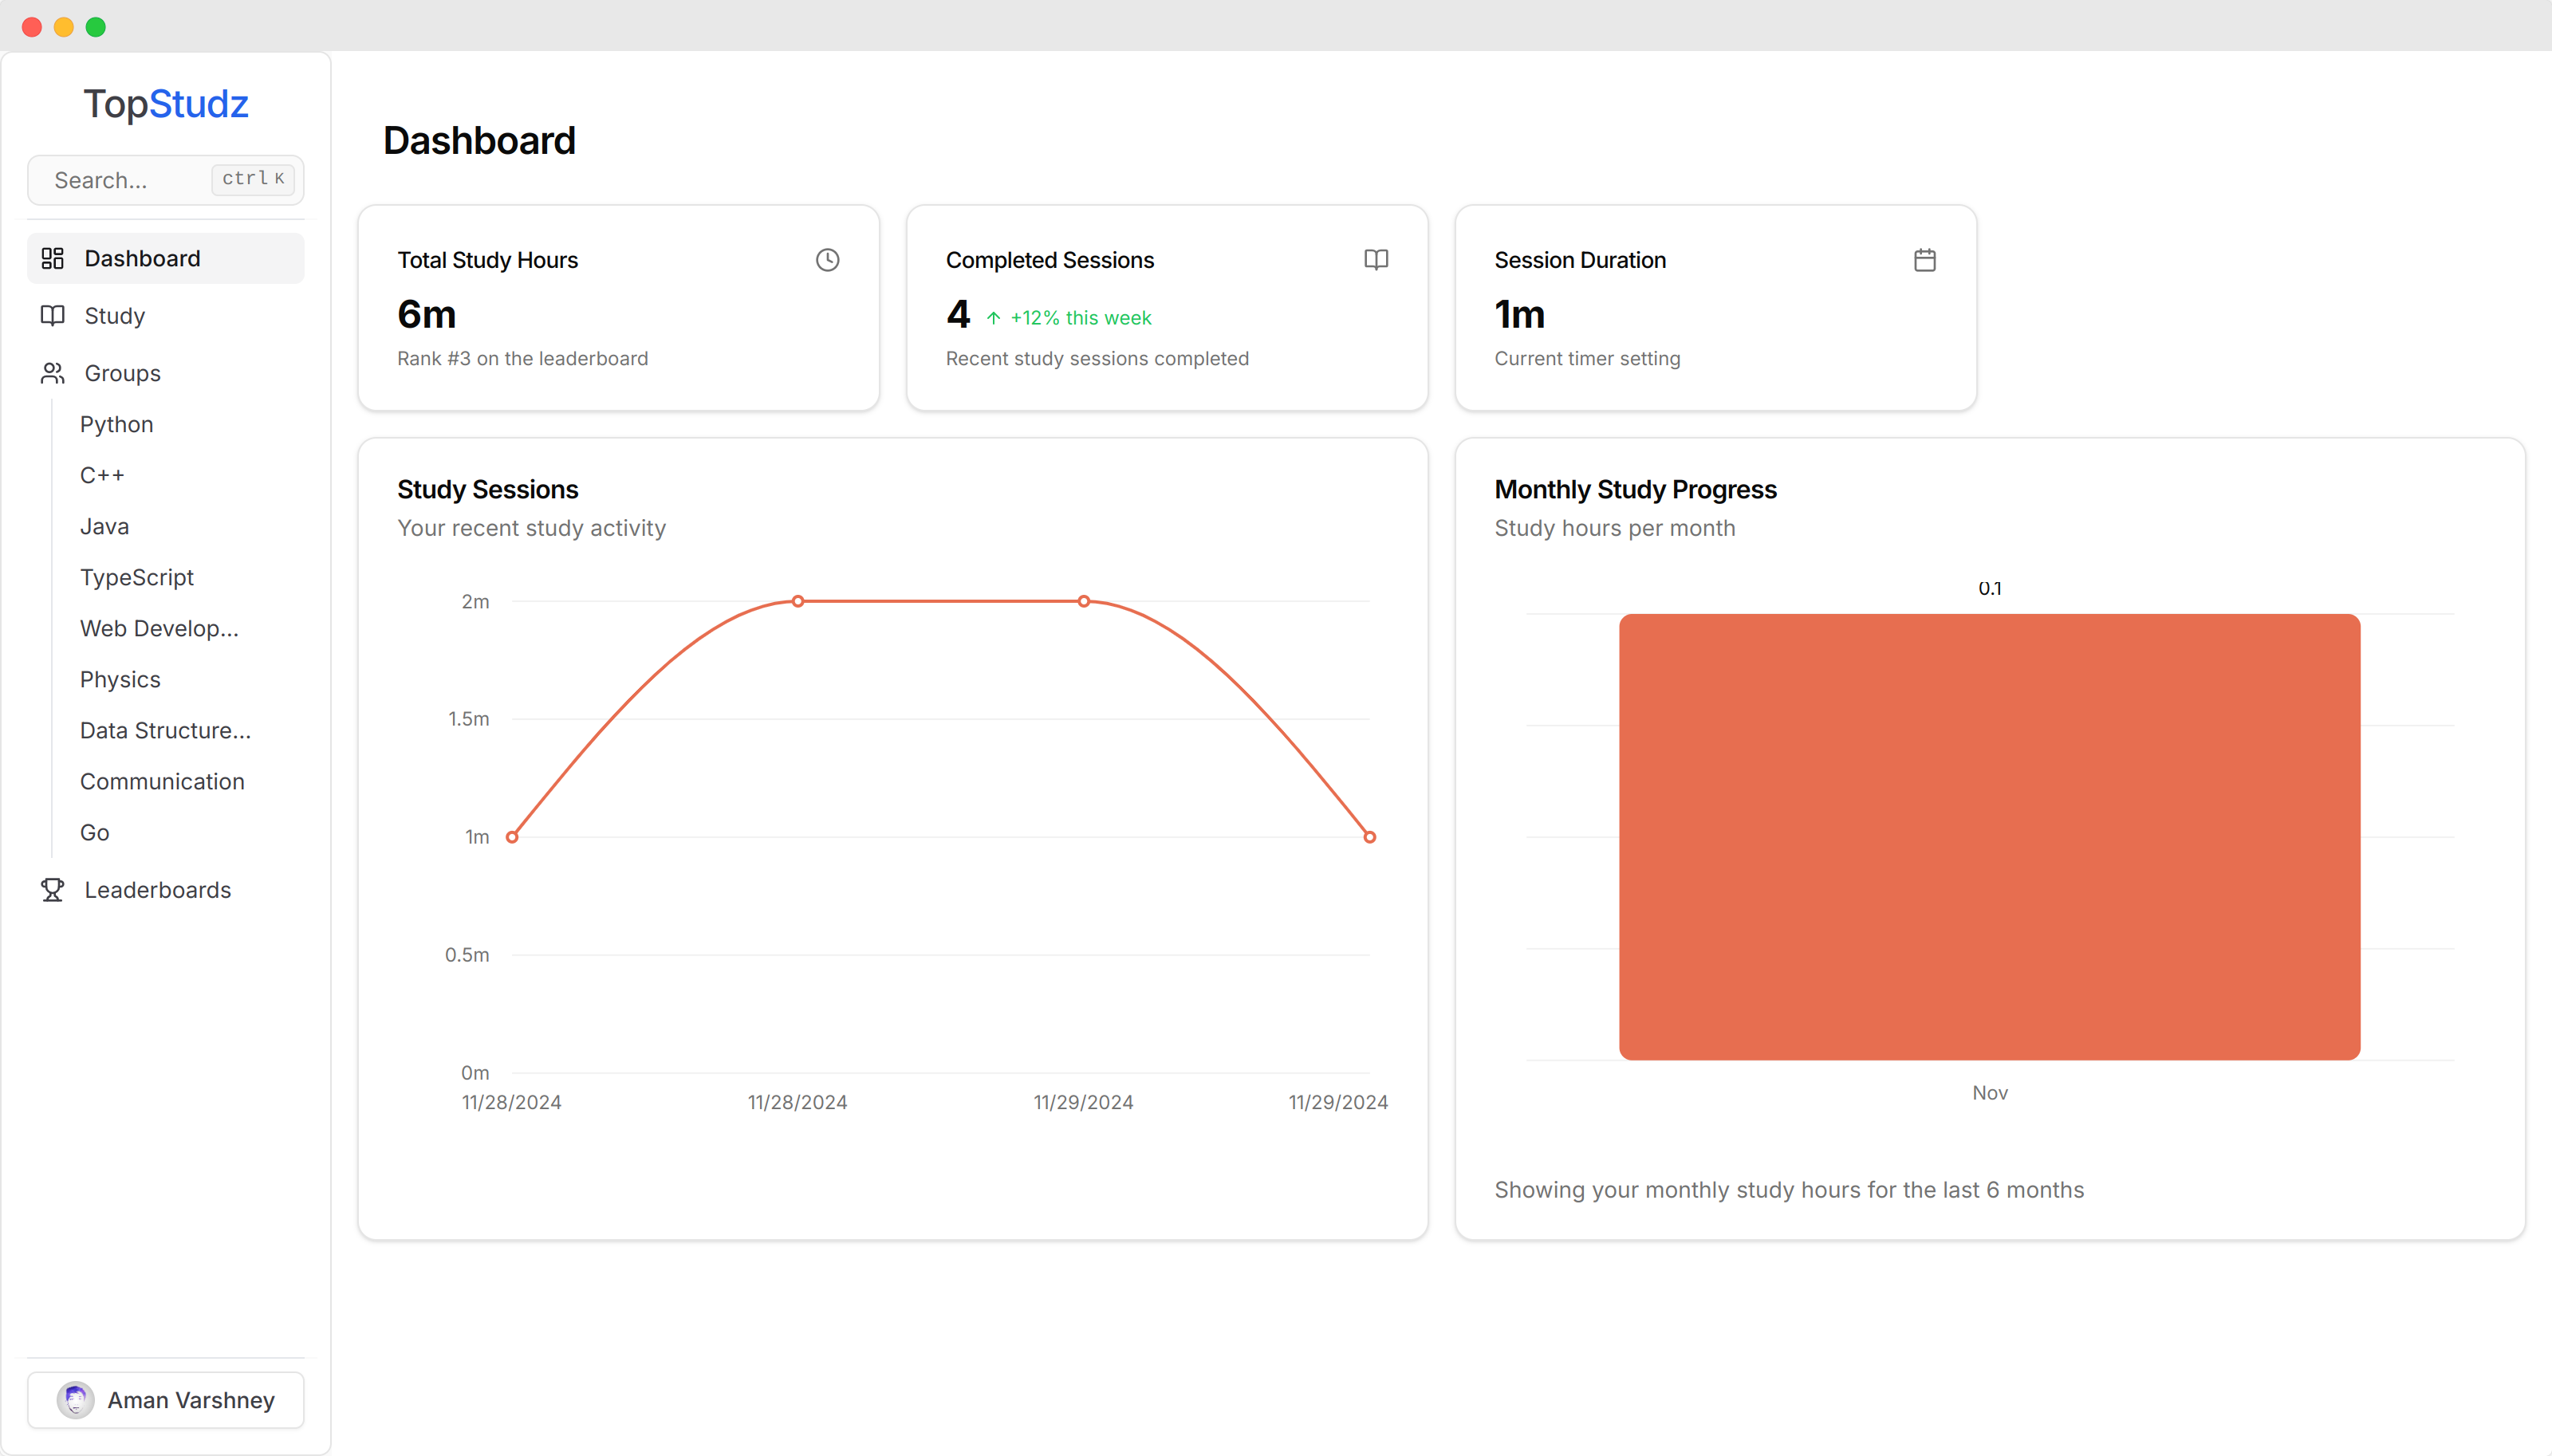 TopStudz
Search...
ctrl K
Dashboard
Study
Groups
Python
C++
Java
TypeScript
Web Develop...
Physics
Data Structure...
Communication
Go
Leaderboards
Aman Varshney
Dashboard
Total Study Hours
6m
Rank #3 on the leaderboard
Completed Sessions
4 +12% this week
Recent study sessions completed
Session Duration
1m
Current timer setting
Study Sessions
Your recent study activity
2m
1.5m
1m
0.5m
0m
11/28/2024 11/28/2024 11/29/2024 11/29/2024
Monthly Study Progress
Study hours per month
0.1
Nov
Showing your monthly study hours for the last 6 months